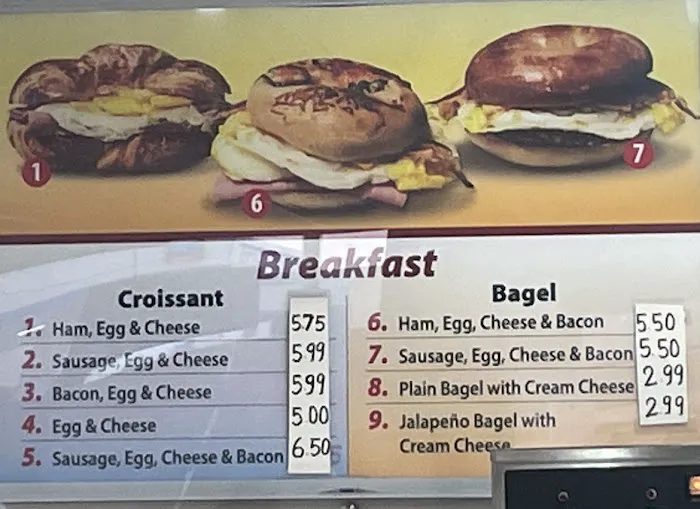 1
6
7
Breakfast
Croissant
1. Ham, Egg & Cheese 5.75
2. Sausage, Egg & Cheese 5.99
3. Bacon, Egg & Cheese 5.99
4. Egg & Cheese 5.00
5. Sausage, Egg, Cheese & Bacon 6.50
Bagel
6. Ham, Egg, Cheese & Bacon 5.50
7. Sausage, Egg, Cheese & Bacon 5.50
8. Plain Bagel with Cream Cheese 2.99
9. Jalapeño Bagel with 2.99
Cream Cheese